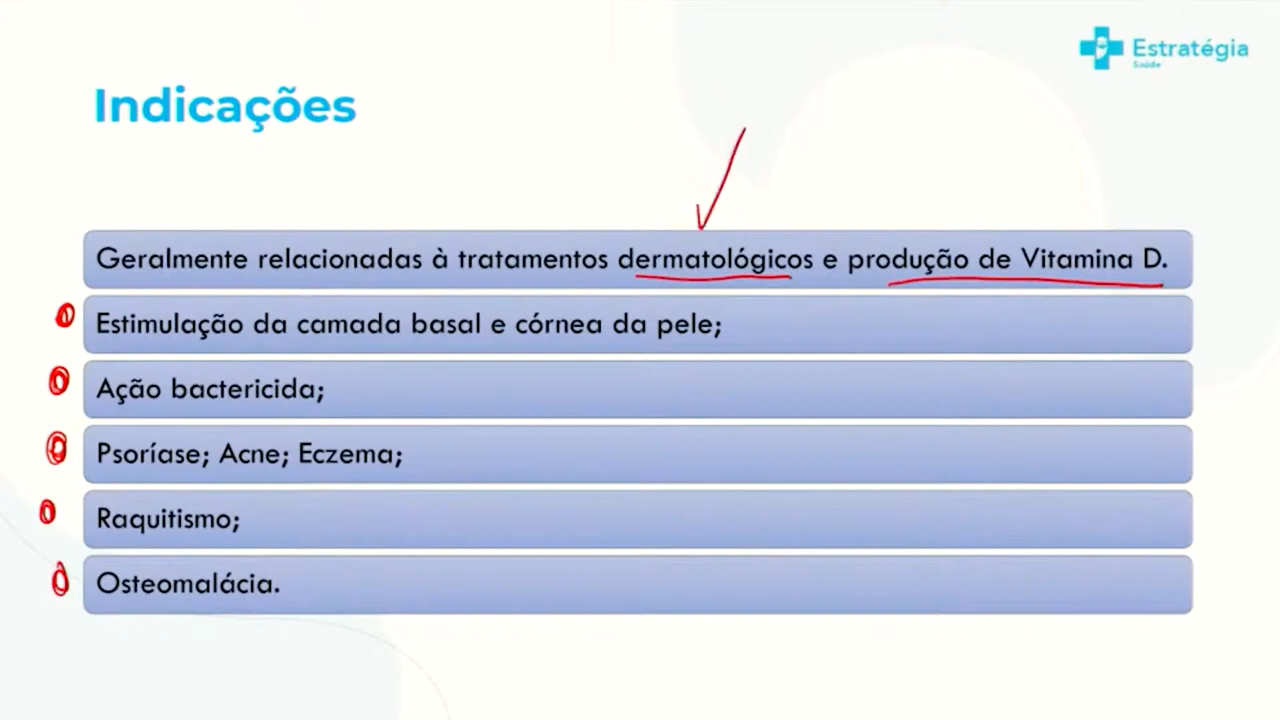 Estratégia
Saúde
Indicações
Geralmente relacionadas à tratamentos dermatológicos e produção de Vitamina D.
Estimulação da camada basal e córnea da pele;
Ação bactericida;
Psoríase; Acne; Eczema;
Raquitismo;
Osteomalácia.